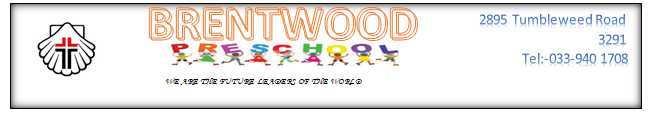 BRENTWOOD
PRESCHOOL
WE ARE THE FUTURE LEADERS OF THE WORLD
2895 Tumbleweed Road
3291
Tel:-033-940 1708